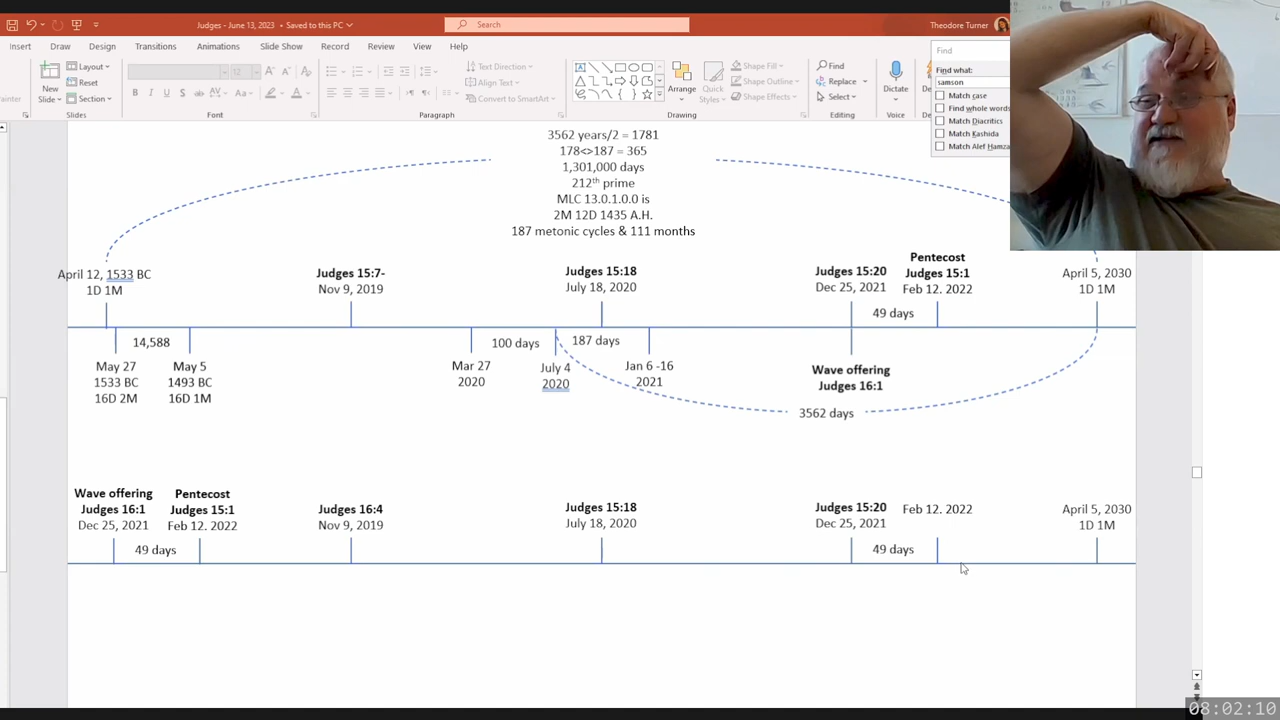 Judges - June 13, 2023 • Saved to this PC
Search
Theodore Turner
Insert Draw Design Transitions Animations Slide Show Record Review View Help
New Slide
Layout
Reset
Section
Slides
Font
Paragraph
Text Direction
Align Text
Convert to SmartArt
Arrange
Quick Styles
Shape Fill
Shape Outline
Shape Effects
Drawing
Find
Replace
Select
Editing
Dictate
Voice
Find
Find what:
samson
Match case
Find whole words
Match Diacritics
Match Kashida
Match Alef Hamza
3562 years/2 = 1781
178<>187 = 365
1,301,000 days
212th prime
MLC 13.0.1.0.0 is
2M 12D 1435 A.H.
187 metonic cycles & 111 months
April 12, 1533 BC
1D 1M
Judges 15:7-
Nov 9, 2019
Judges 15:18
July 18, 2020
Judges 15:20
Dec 25, 2021
Pentecost
Judges 15:1
Feb 12. 2022
April 5, 2030
1D 1M
49 days
14,588
100 days
187 days
May 27
1533 BC
16D 2M
May 5
1493 BC
16D 1M
Mar 27
2020
July 4
2020
Jan 6 -16
2021
Wave offering
Judges 16:1
3562 days
Wave offering
Judges 16:1
Dec 25, 2021
Pentecost
Judges 15:1
Feb 12. 2022
Judges 16:4
Nov 9, 2019
Judges 15:18
July 18, 2020
Judges 15:20
Dec 25, 2021
Feb 12. 2022
April 5, 2030
1D 1M
49 days
49 days
08:02:10